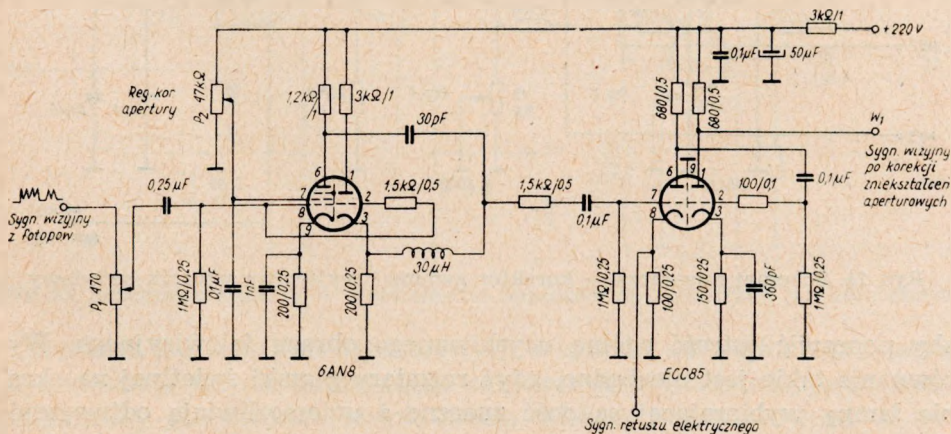 3kΩ/1
+220V
0,1µF
50µF
Reg. kor.
apertury
P₂ 47kΩ
1,2kΩ
/1
3kΩ/1
30pF
680/0,5
680/0,5
W₁
Sygn. wizyjny
po korekcji
zniekształceń
aperturowych
Sygn. wizyjny
z fotopow.
0,25µF
6
1
7
2
8
3
9
1,5kΩ/0,5
1,5kΩ/0,5
0,1µF
6
9
1
7
2
8
3
100/0,1
0,1µF
30µH
P₁ 470
1MΩ/0,25
0,1µF
1nF
200/0,25
200/0,25
1MΩ/0,25
100/0,25
150/0,25
360pF
1MΩ/0,25
6AN8
ECC85
Sygn. retuszu elektrycznego